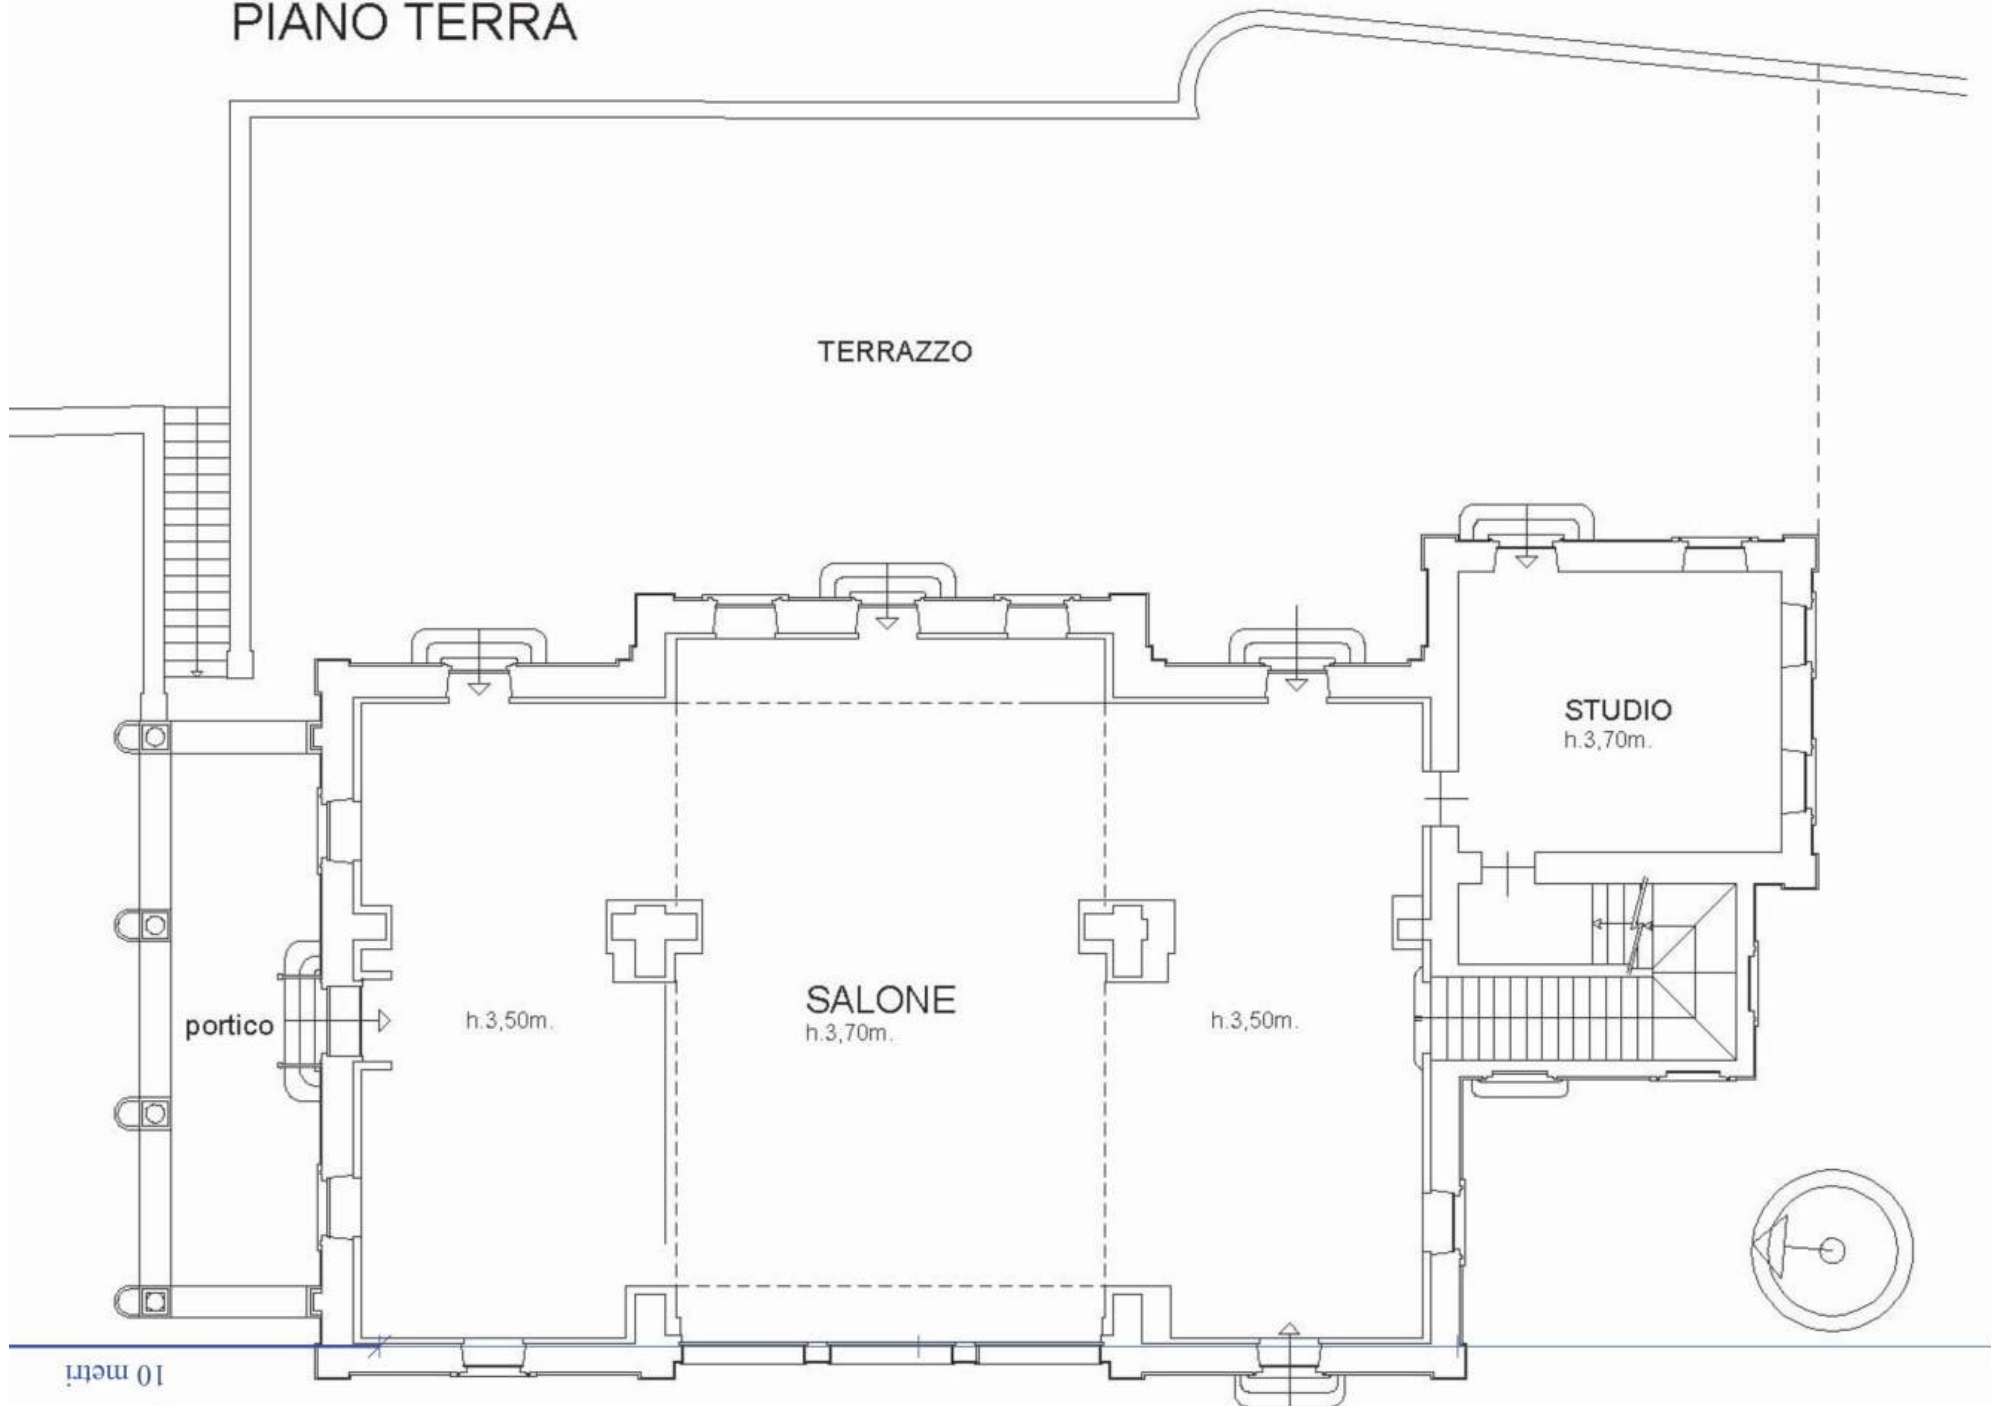 PIANO TERRA
TERRAZZO
STUDIO
h.3,70m.
portico
h.3,50m.
SALONE
h.3,70m.
h.3,50m.
10 metri